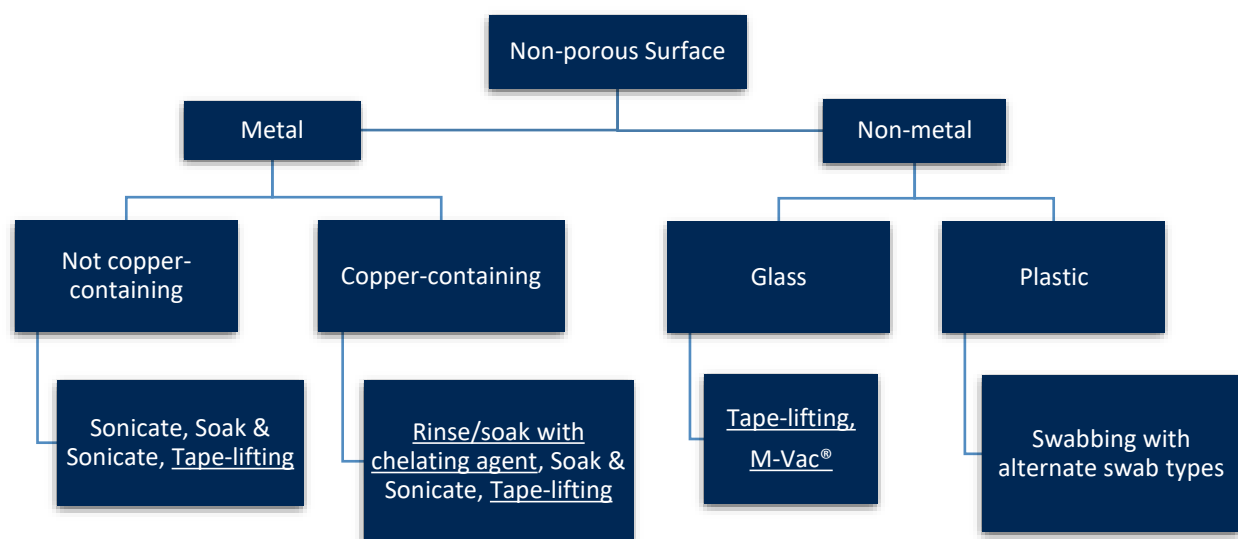 Non-porous Surface
Metal
Non-metal
Not copper-
containing
Copper-containing
Glass
Plastic
Sonicate, Soak &
Sonicate, Tape-lifting
Rinse/soak with
chelating agent, Soak &
Sonicate, Tape-lifting
Tape-lifting,
M-Vac®
Swabbing with
alternate swab types